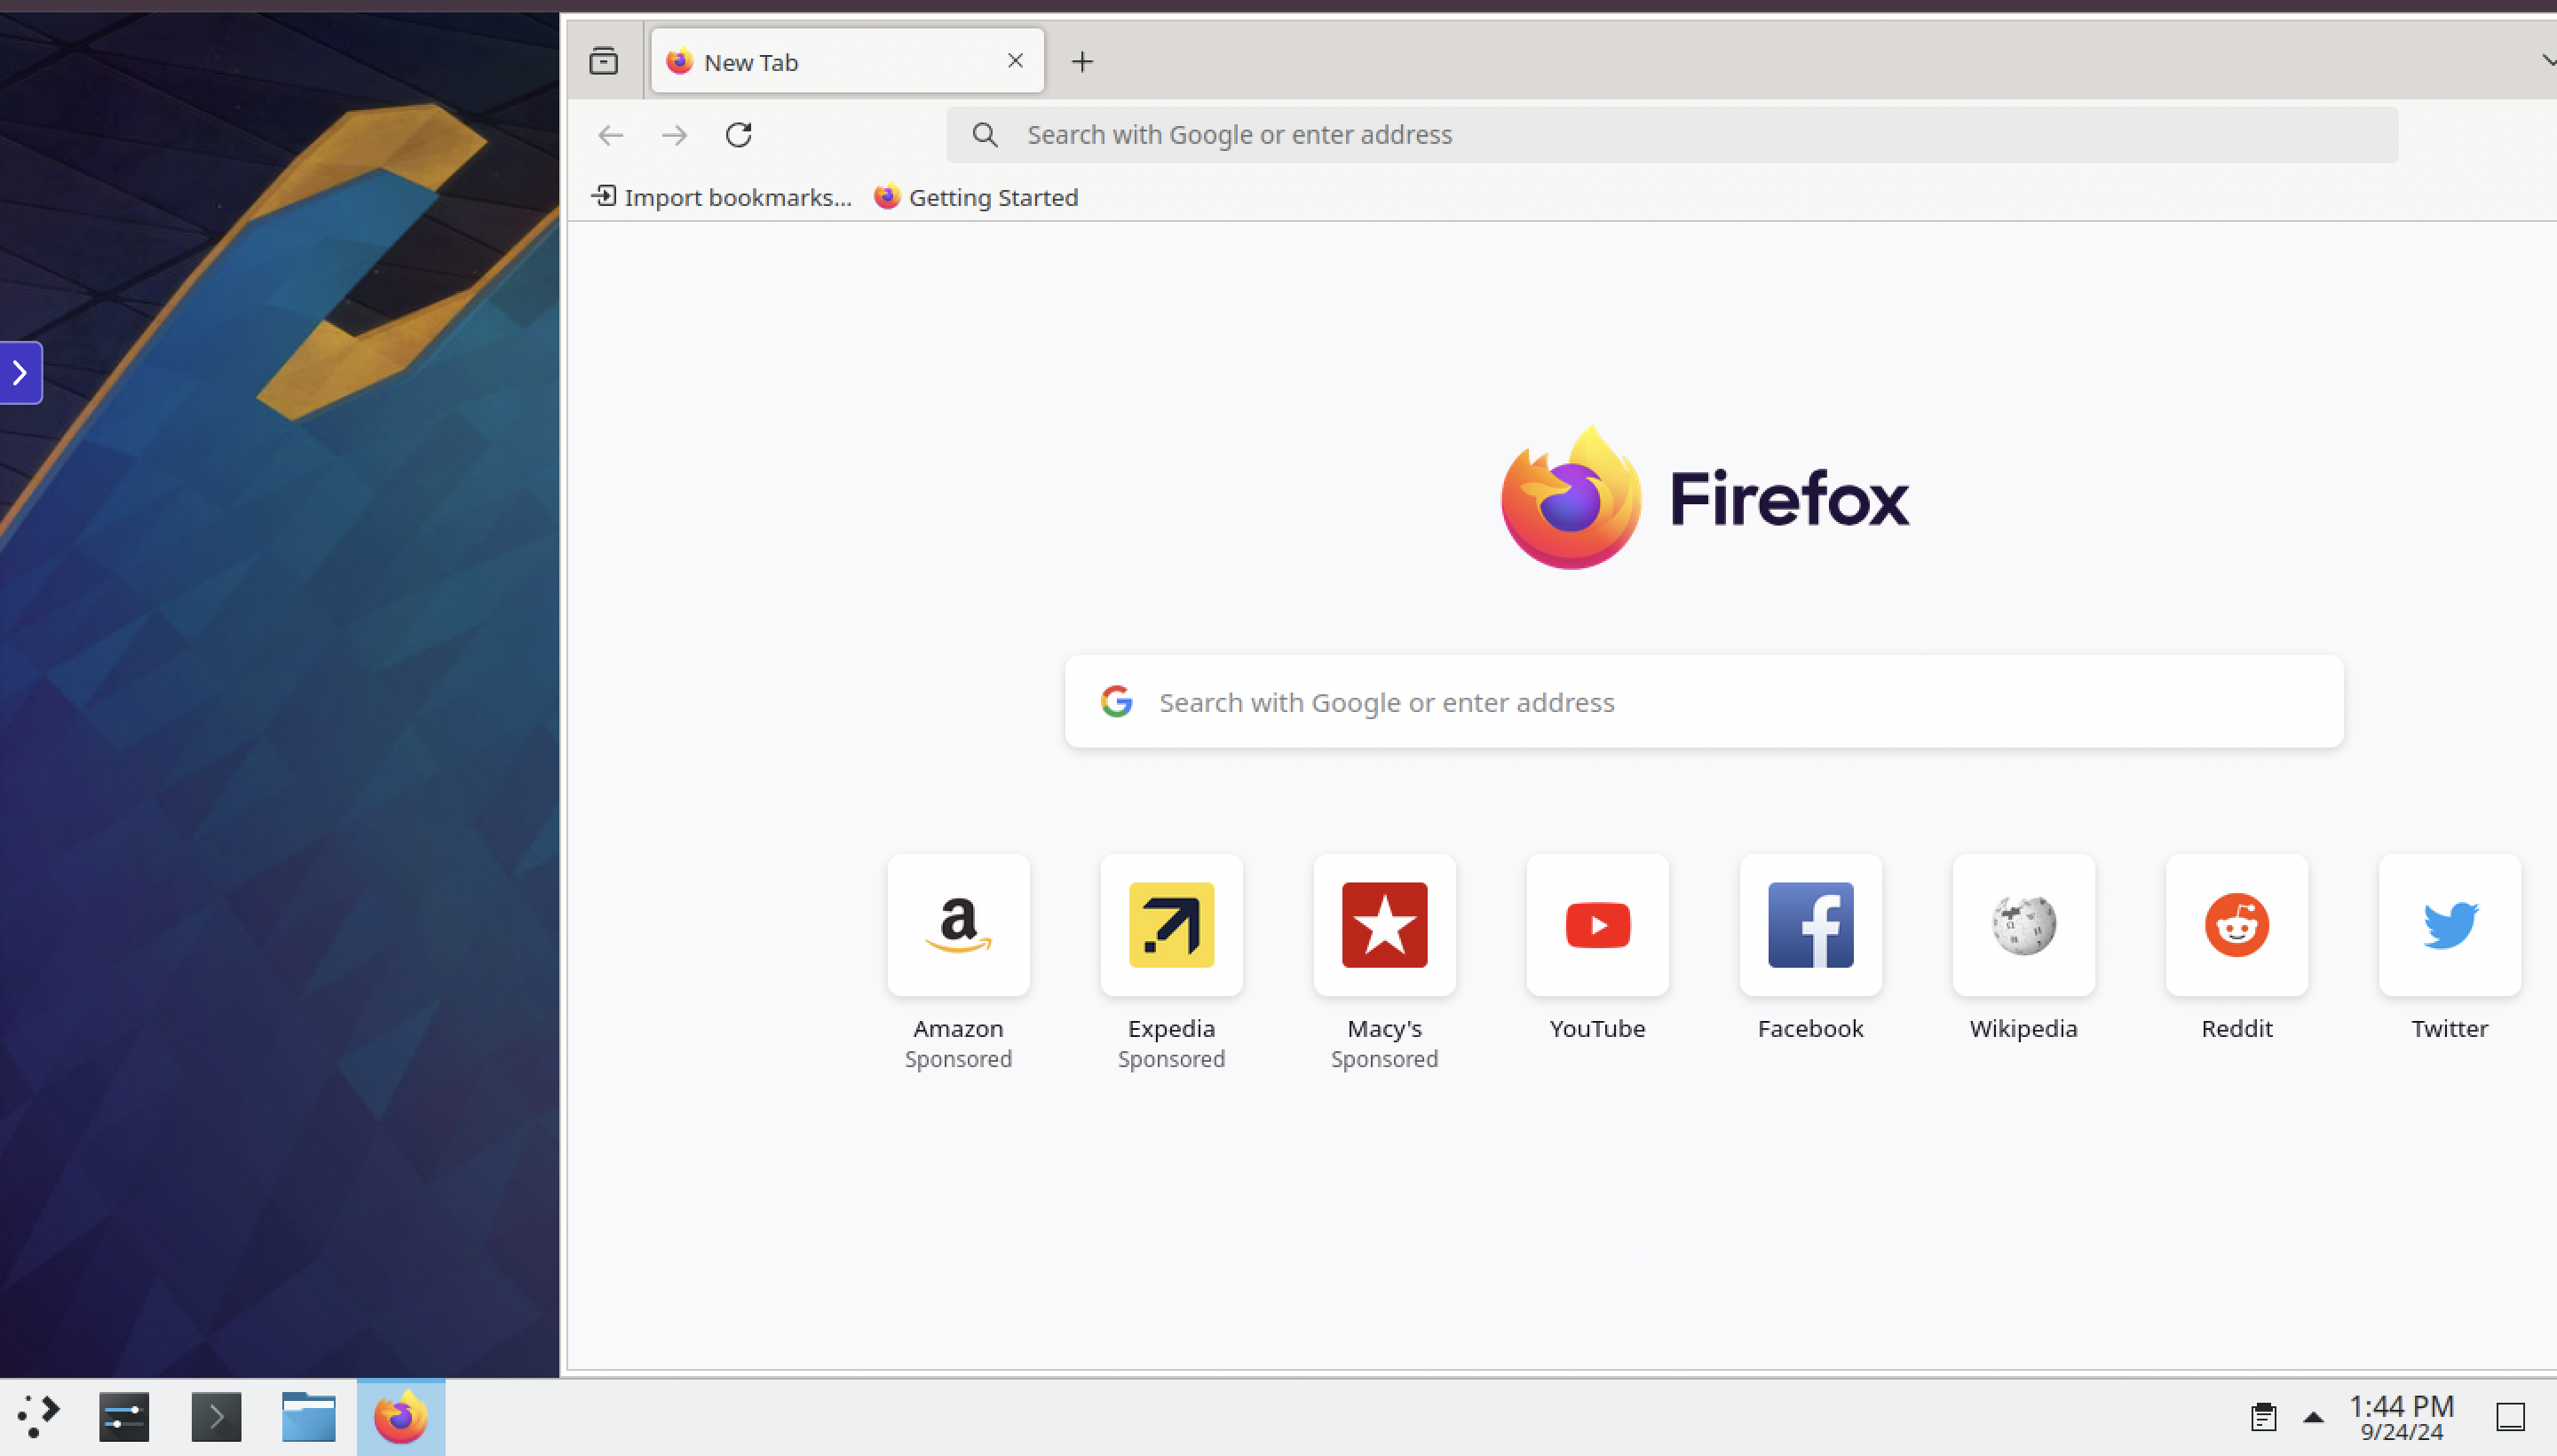 New Tab
Search with Google or enter address
Import bookmarks...
Getting Started
Firefox
Search with Google or enter address
Amazon
Sponsored
Expedia
Sponsored
Macy's
Sponsored
YouTube
Facebook
Wikipedia
Reddit
Twitter
1:44 PM
9/24/24